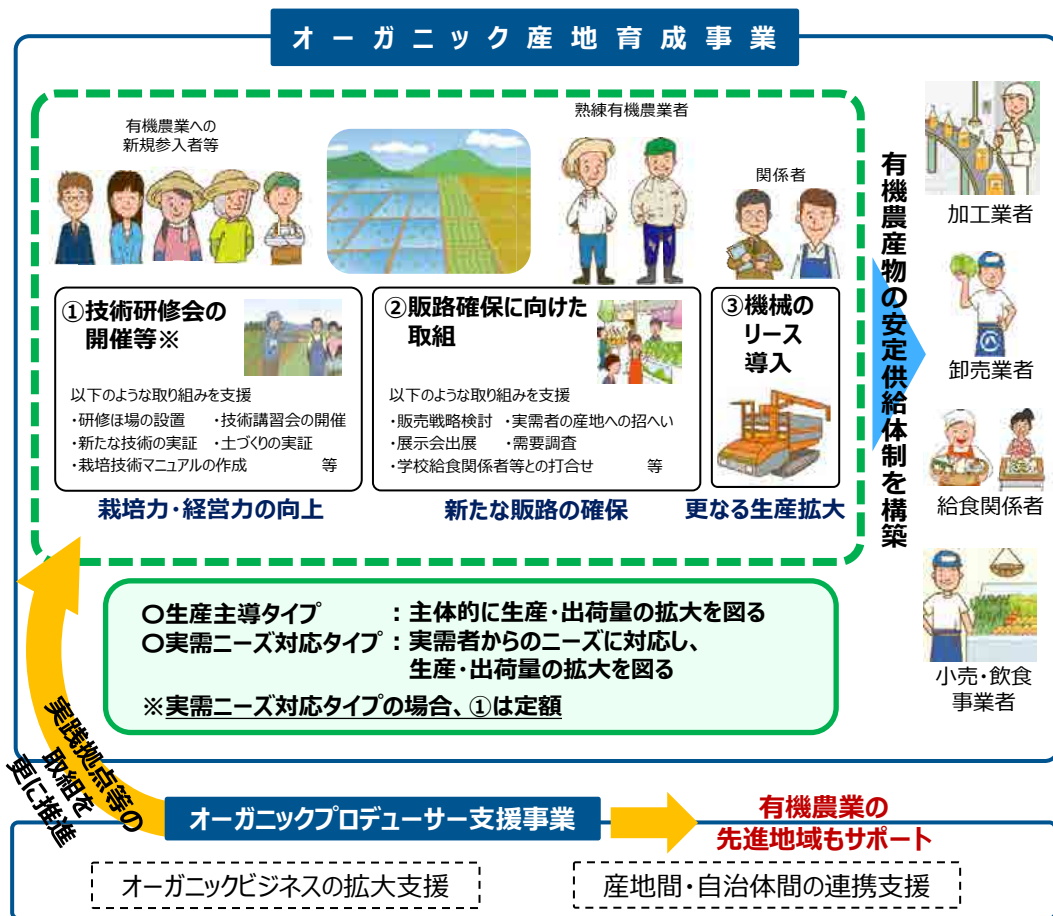 オーガニック産地育成事業
有機農業への
新規参入者等
熟練有機農業者
関係者
①技術研修会の
開催等※
以下のような取り組みを支援
・研修ほ場の設置　・技術講習会の開催
・新たな技術の実証　・土づくりの実証
・栽培技術マニュアルの作成　等
栽培力・経営力の向上
②販路確保に向けた
取組
以下のような取り組みを支援
・販売戦略検討　・実需者の産地への招へい
・展示会出展　・需要調査
・学校給食関係者等との打合せ　等
新たな販路の確保
③機械の
リース
導入
更なる生産拡大
有機農産物の安定供給体制を構築
加工業者
卸売業者
給食関係者
小売・飲食
事業者
○生産主導タイプ　：主体的に生産・出荷量の拡大を図る
○実需ニーズ対応タイプ：実需者からのニーズに対応し、
生産・出荷量の拡大を図る
※実需ニーズ対応タイプの場合、①は定額
実践拠点等の
取組を
更に推進
オーガニックプロデューサー支援事業
有機農業の
先進地域もサポート
オーガニックビジネスの拡大支援
産地間・自治体間の連携支援